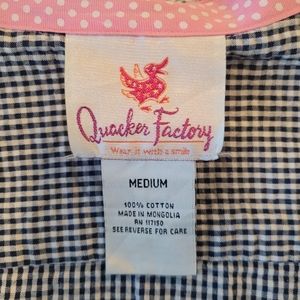 Quacker Factory
Wear it with a smile
MEDIUM
100% COTTON
MADE IN MONGOLIA
RN 117150
SEE REVERSE FOR CARE